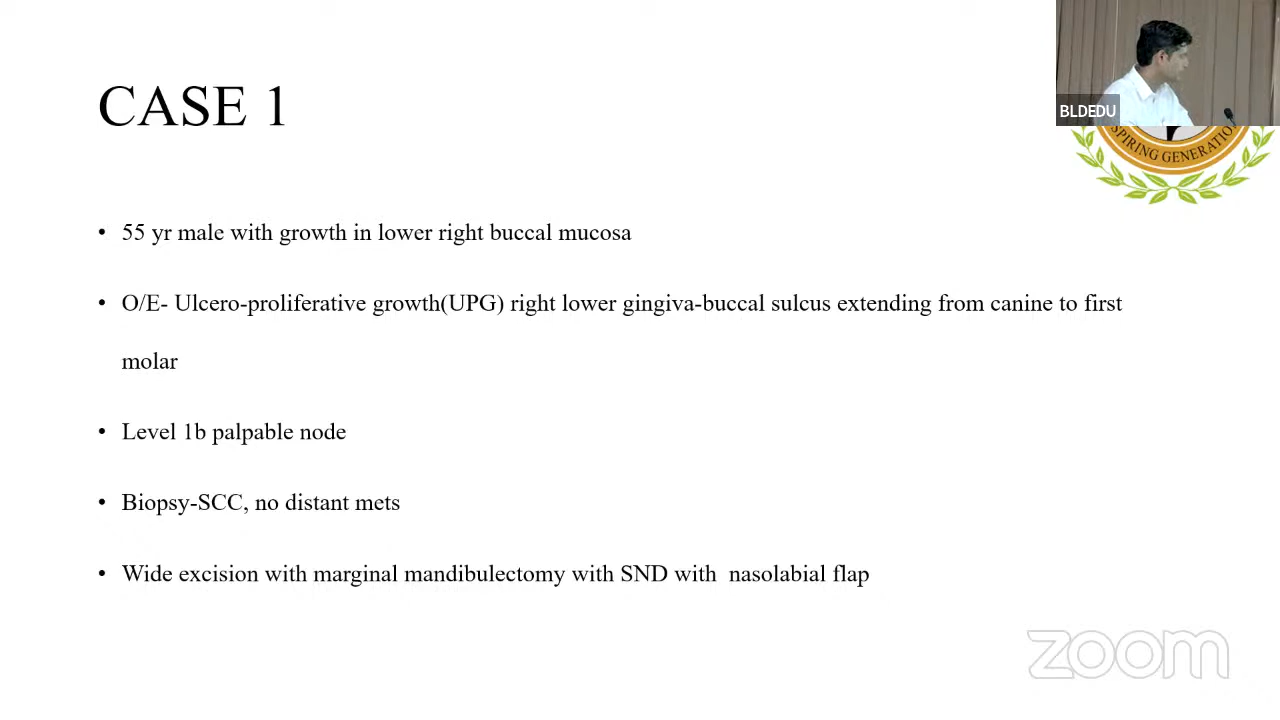 CASE 1
BLDEDU
SPIRING GENERATION
• 55 yr male with growth in lower right buccal mucosa
• O/E- Ulcero-proliferative growth(UPG) right lower gingiva-buccal sulcus extending from canine to first
molar
• Level 1b palpable node
• Biopsy-SCC, no distant mets
• Wide excision with marginal mandibulectomy with SND with  nasolabial flap
zoom